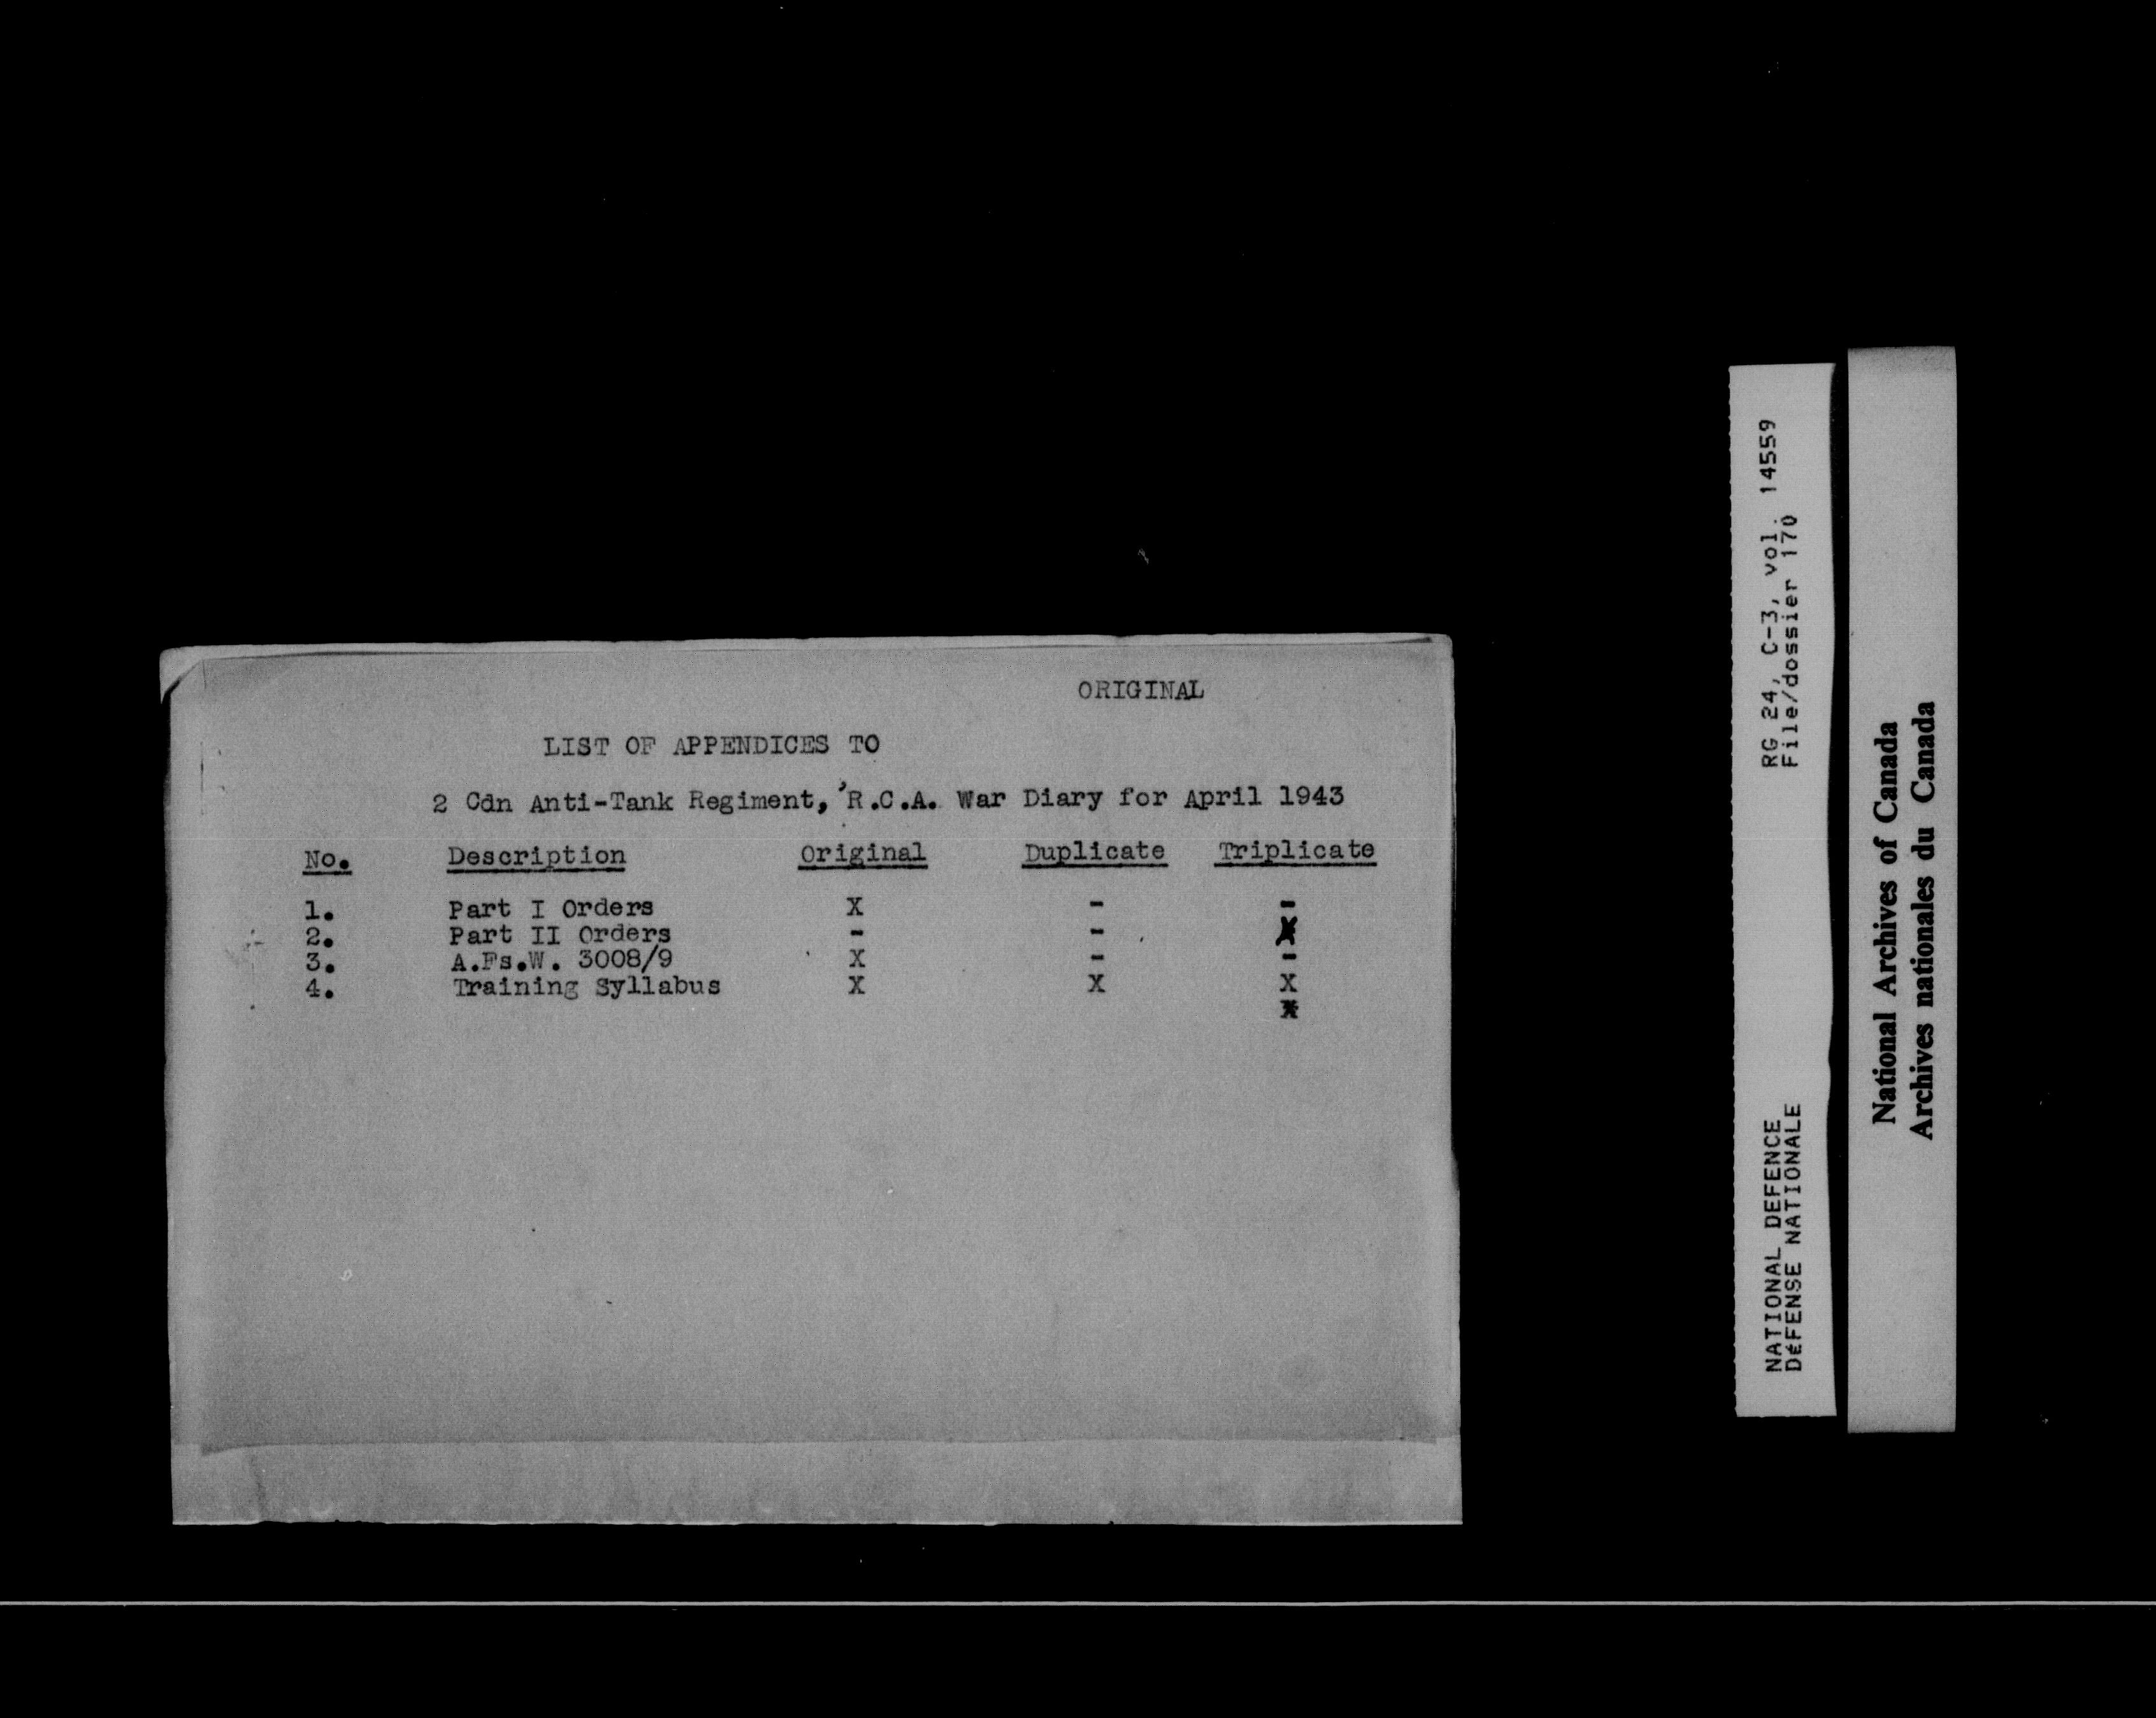 ORIGINAL
LIST OF APPENDICES TO
2 Cdn Anti-Tank Regiment, R.C.A. War Diary for April 1943
No. Description Original Duplicate Triplicate
1. Part I Orders X - -
2. Part II Orders - - X
3. A.Fs.W. 3008/9 X - -
4. Training Syllabus X X X
X
RG 24, C-3, vol. 14559
File/dossier 170
NATIONAL DEFENCE
DÉFENSE NATIONALE
National Archives of Canada
Archives nationales du Canada